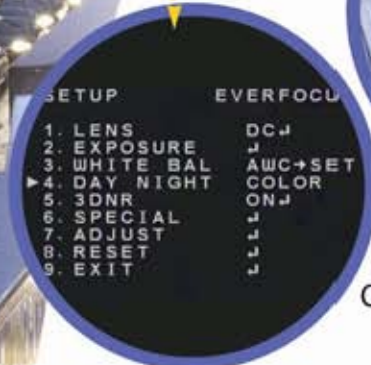 SETUP EVERFOCU
1. LENS DC↲
2. EXPOSURE ↲
3. WHITE BAL AWC→SET
►4. DAY NIGHT COLOR
5. 3DNR ON↲
6. SPECIAL ↲
7. ADJUST ↲
8. RESET ↲
9. EXIT ↲